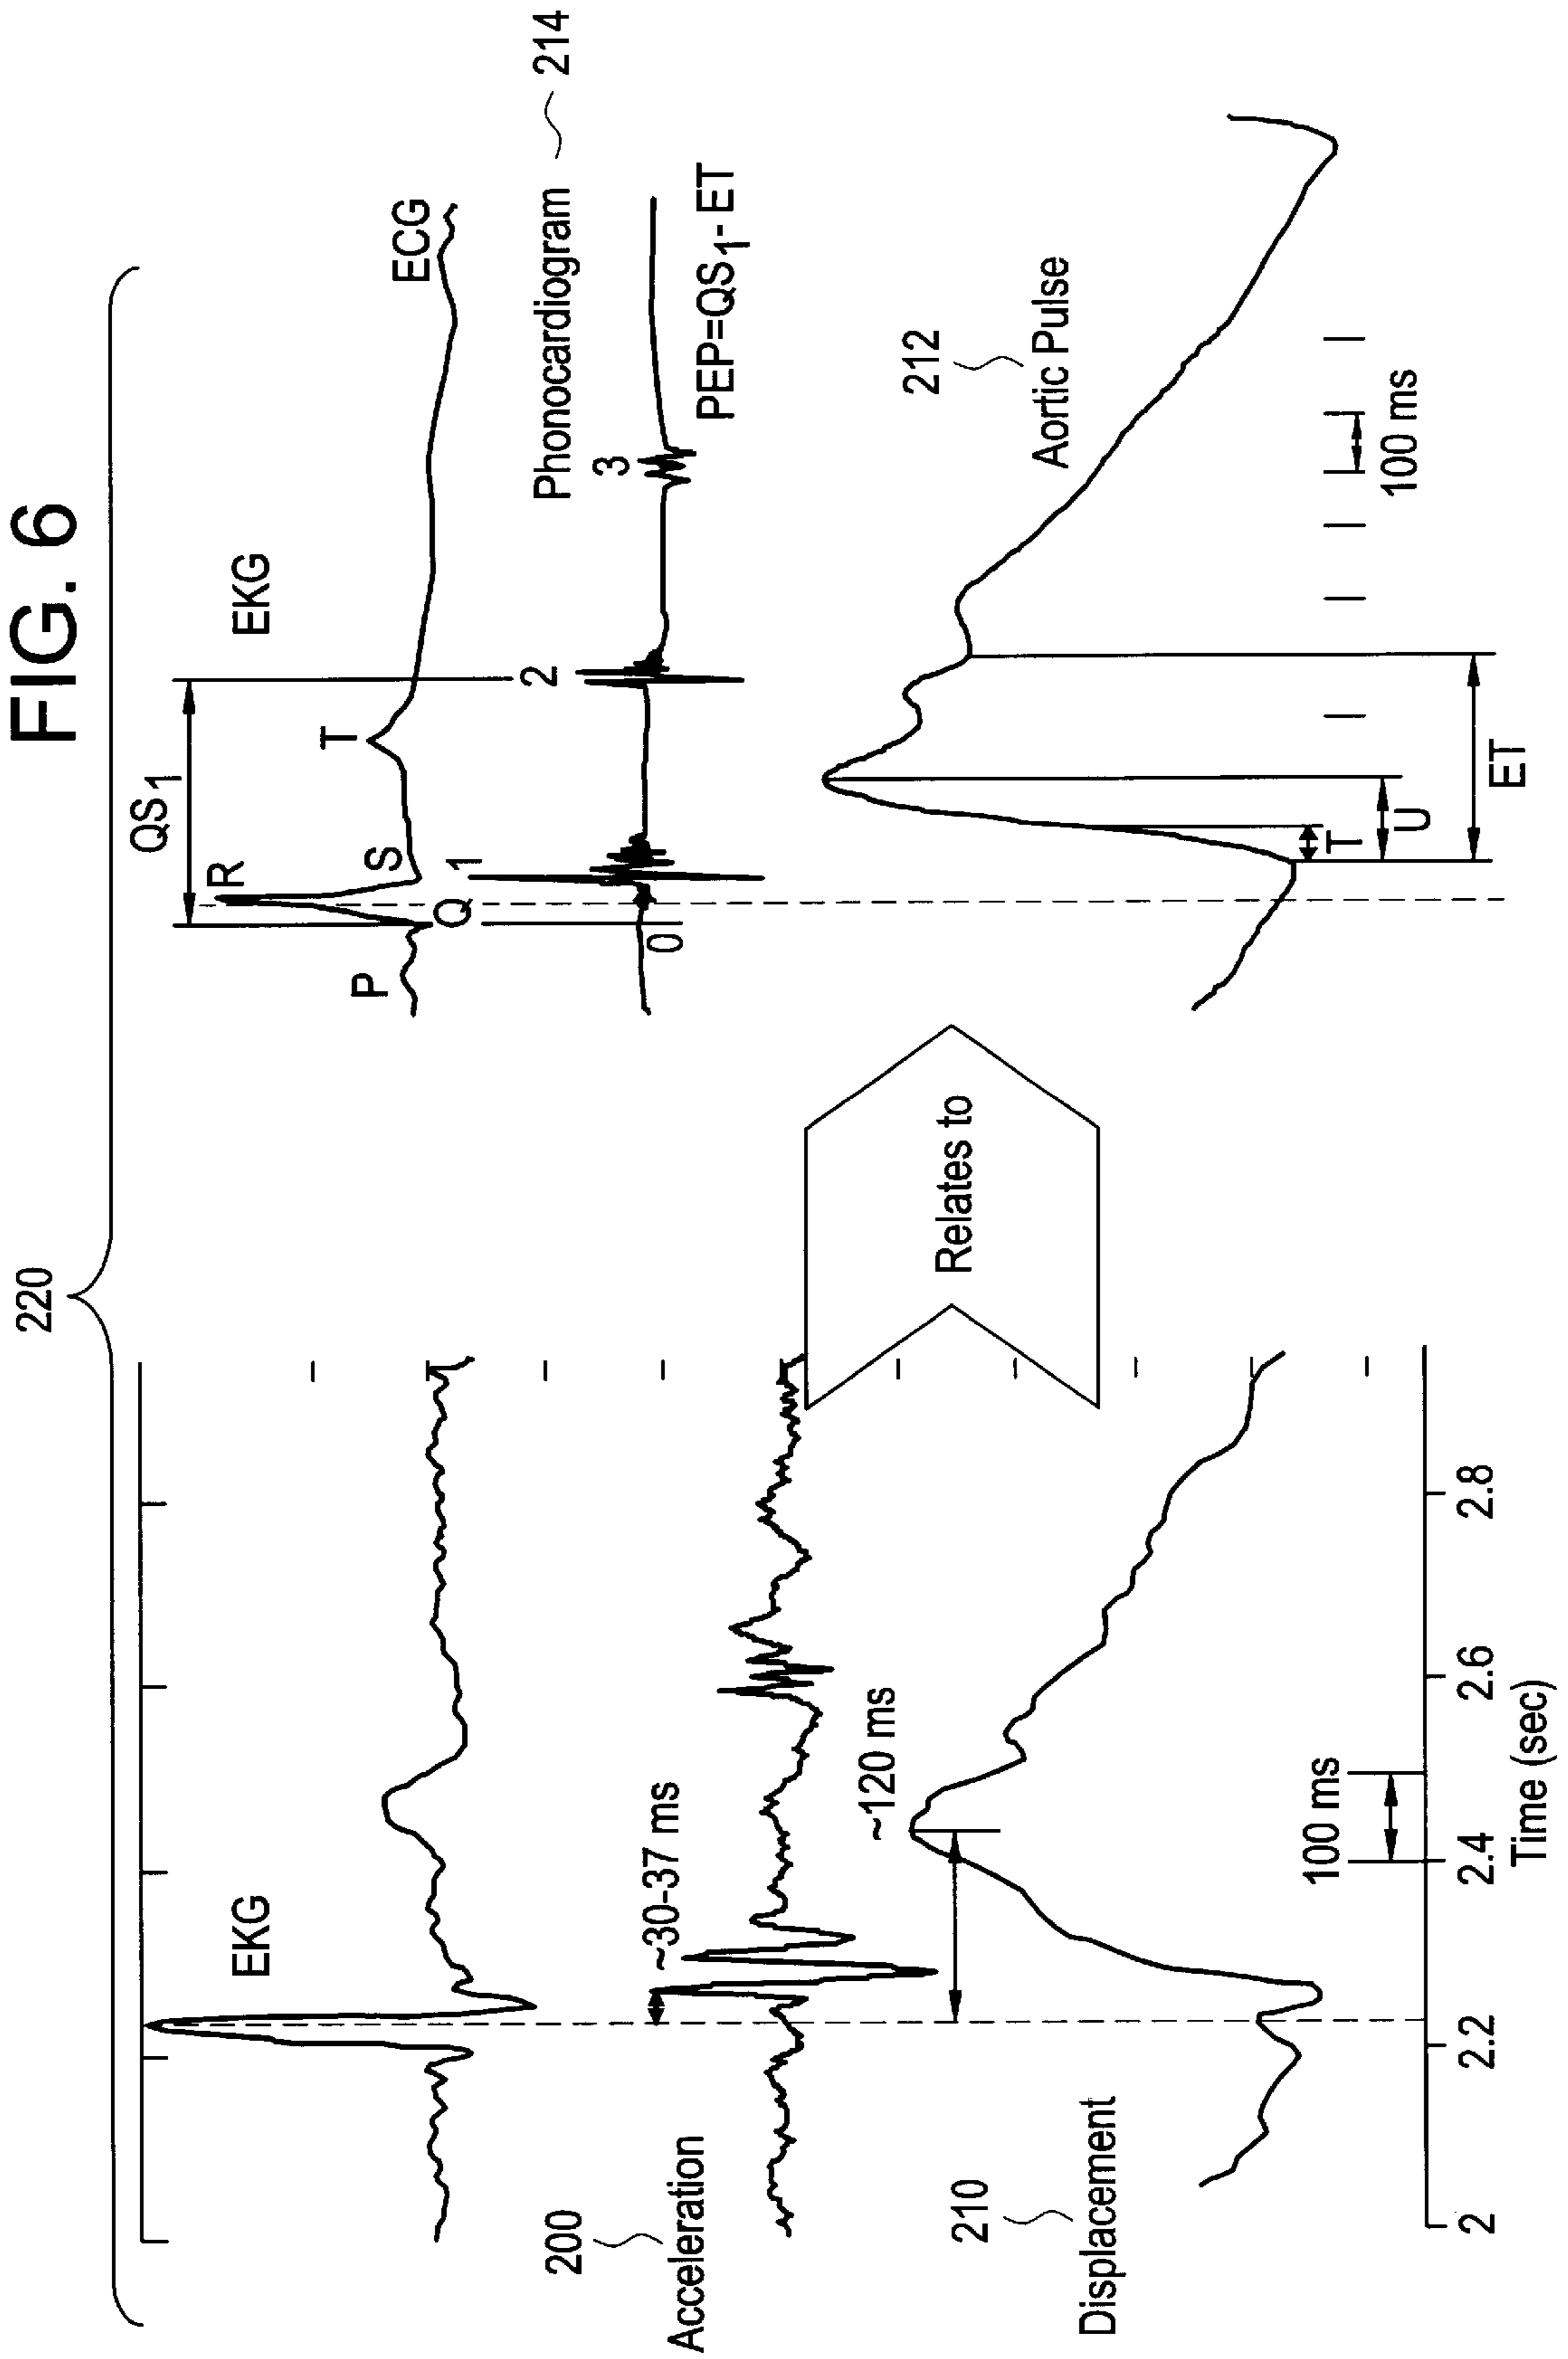 FIG. 6
220
EKG
~30-37 ms
200
Acceleration
~120 ms
210
Displacement
100 ms
2
2.2
2.4
2.6
2.8
Time (sec)
Relates to
QS1
EKG
R
T
P
S
Q
ECG
Phonocardiogram
214
0
1
2
3
PEP=QS1-ET
212
Aortic Pulse
100 ms
T
U
ET